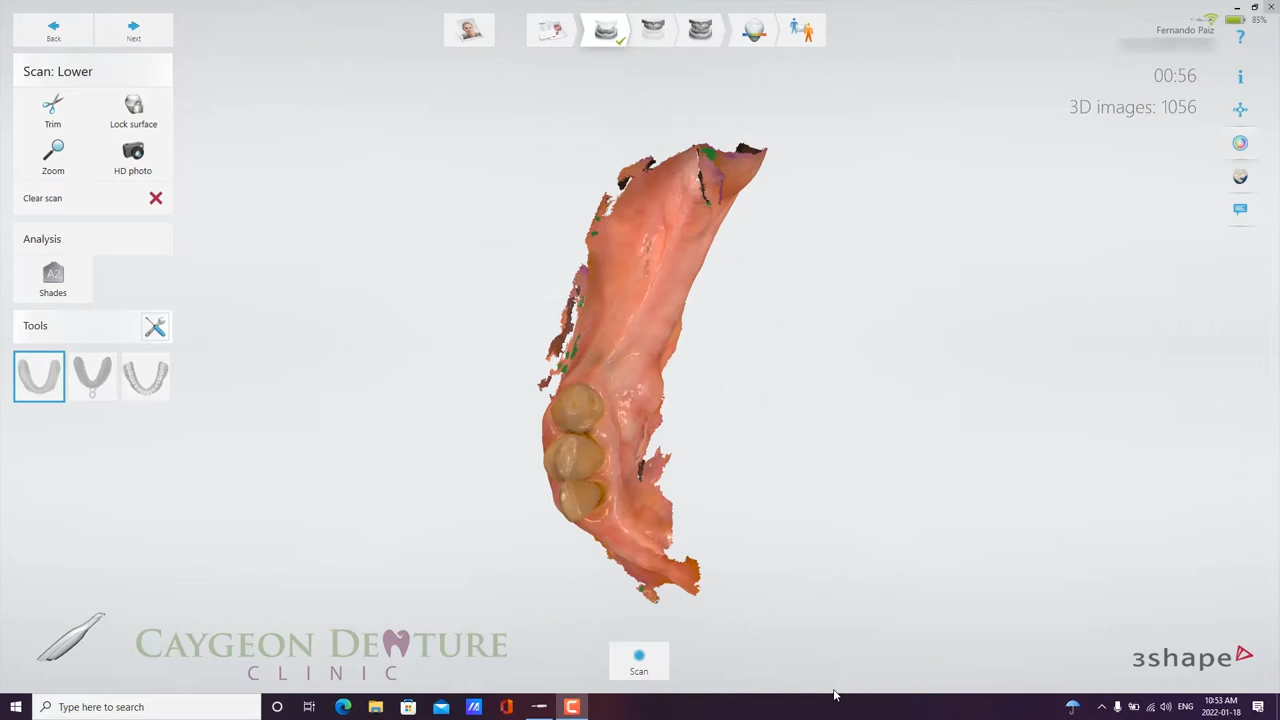 Back
Next
85%
Fernando Paiz
Scan: Lower
00:56
3D images: 1056
Trim
Lock surface
Zoom
HD photo
Clear scan
Analysis
A2
Shades
Tools
CAYGEON DENTURE
CLINIC
Scan
3shape
Type here to search
ENG
10:53 AM
2022-01-18